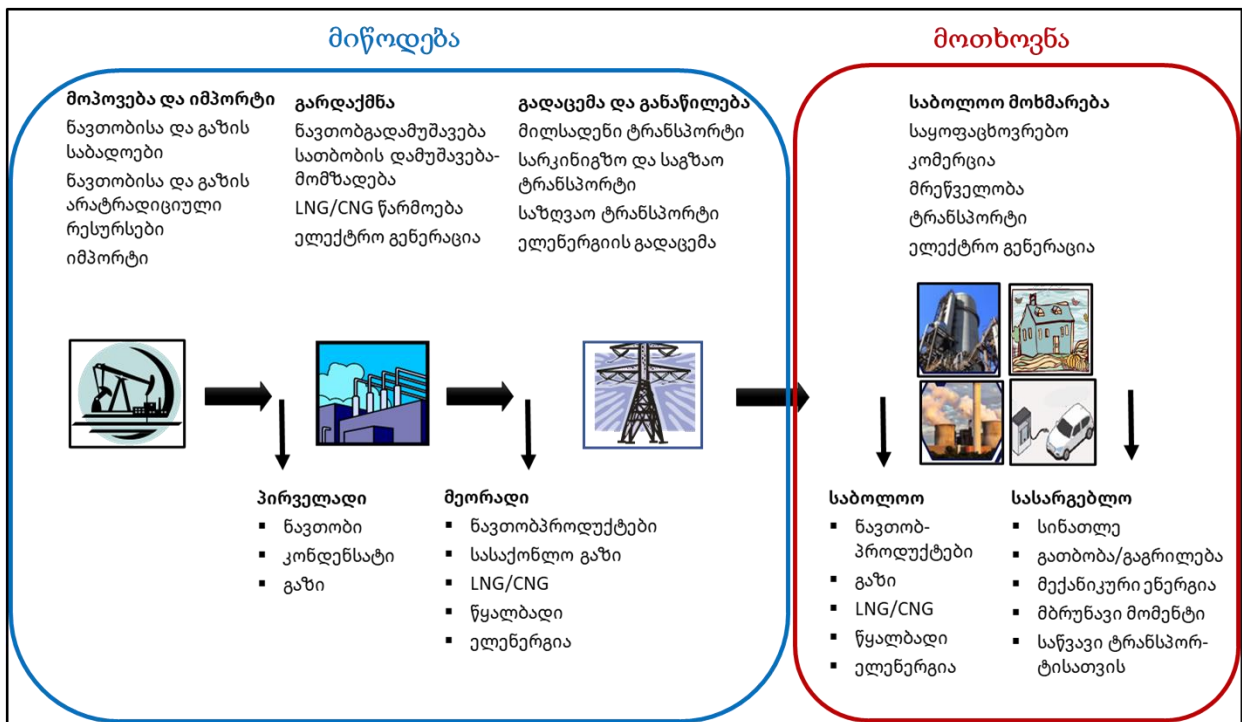 მიწოდება
მოთხოვნა
მოპოვება და იმპორტი
ნავთობისა და გაზის
საბადოები
ნავთობისა და გაზის
არატრადიციული
რესურსები
იმპორტი
გარდაქმნა
ნავთობგადამუშავება
სათბობის დამუშავება-
მომზადება
LNG/CNG წარმოება
ელექტრო გენერაცია
გადაცემა და განაწილება
მილსადენი ტრანსპორტი
სარკინიგზო და საგზაო
ტრანსპორტი
საზღვაო ტრანსპორტი
ელენერგიის გადაცემა
საბოლოო მოხმარება
საყოფაცხოვრებო
კომერცია
მრეწველობა
ტრანსპორტი
ელექტრო გენერაცია
პირველადი
▪ ნავთობი
▪ კონდენსატი
▪ გაზი
მეორადი
▪ ნავთობპროდუქტები
▪ სასაქონლო გაზი
▪ LNG/CNG
▪ წყალბადი
▪ ელენერგია
საბოლოო
▪ ნავთობ-
პროდუქტები
▪ გაზი
▪ LNG/CNG
▪ წყალბადი
▪ ელენერგია
სასარგებლო
▪ სინათლე
▪ გათბობა/გაგრილება
▪ მექანიკური ენერგია
▪ მბრუნავი მომენტი
▪ საწვავი ტრანსპორ-
ტისათვის